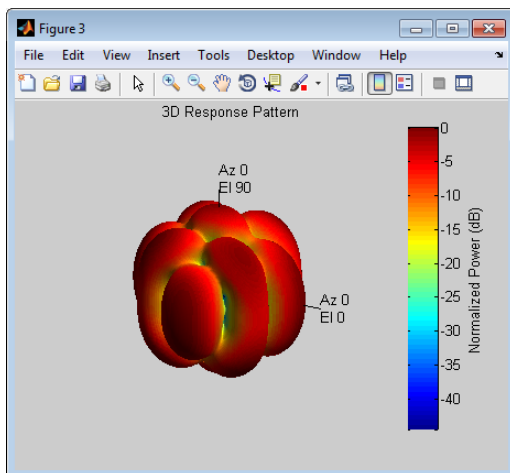 Figure 3
File Edit View Insert Tools Desktop Window Help
3D Response Pattern
Az 0
El 90
Az 0
El 0
0
-5
-10
-15
-20
-25
-30
-35
-40
Normalized Power (dB)